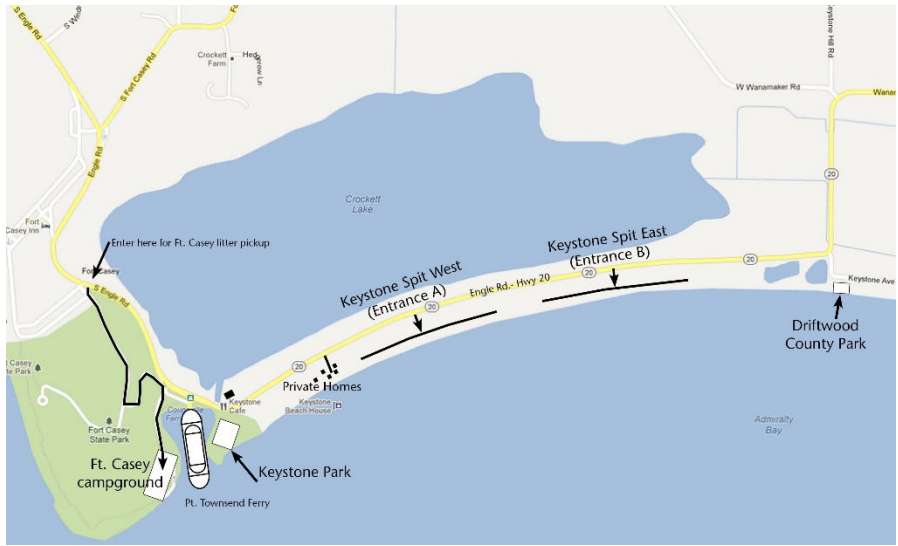 S Engle Rd
S Fort Casey Rd
Crockett
Farm
Keystone Hill Rd
W Wanamaker Rd
Engle Rd
20
Crockett
Lake
Fort
Casey Inn
Enter here for Ft. Casey litter pickup
Fort Casey
S Engle Rd
Keystone Spit West
(Entrance A)
Keystone Spit East
(Entrance B)
20
20
20
Engle Rd.- Hwy 20
20
Keystone Ave
Driftwood
County Park
20
Private Homes
Keystone
Cafe
Keystone
Beach House
Fort Casey
State Park
Admiralty
Bay
Ft. Casey
campground
Keystone Park
Pt. Townsend Ferry